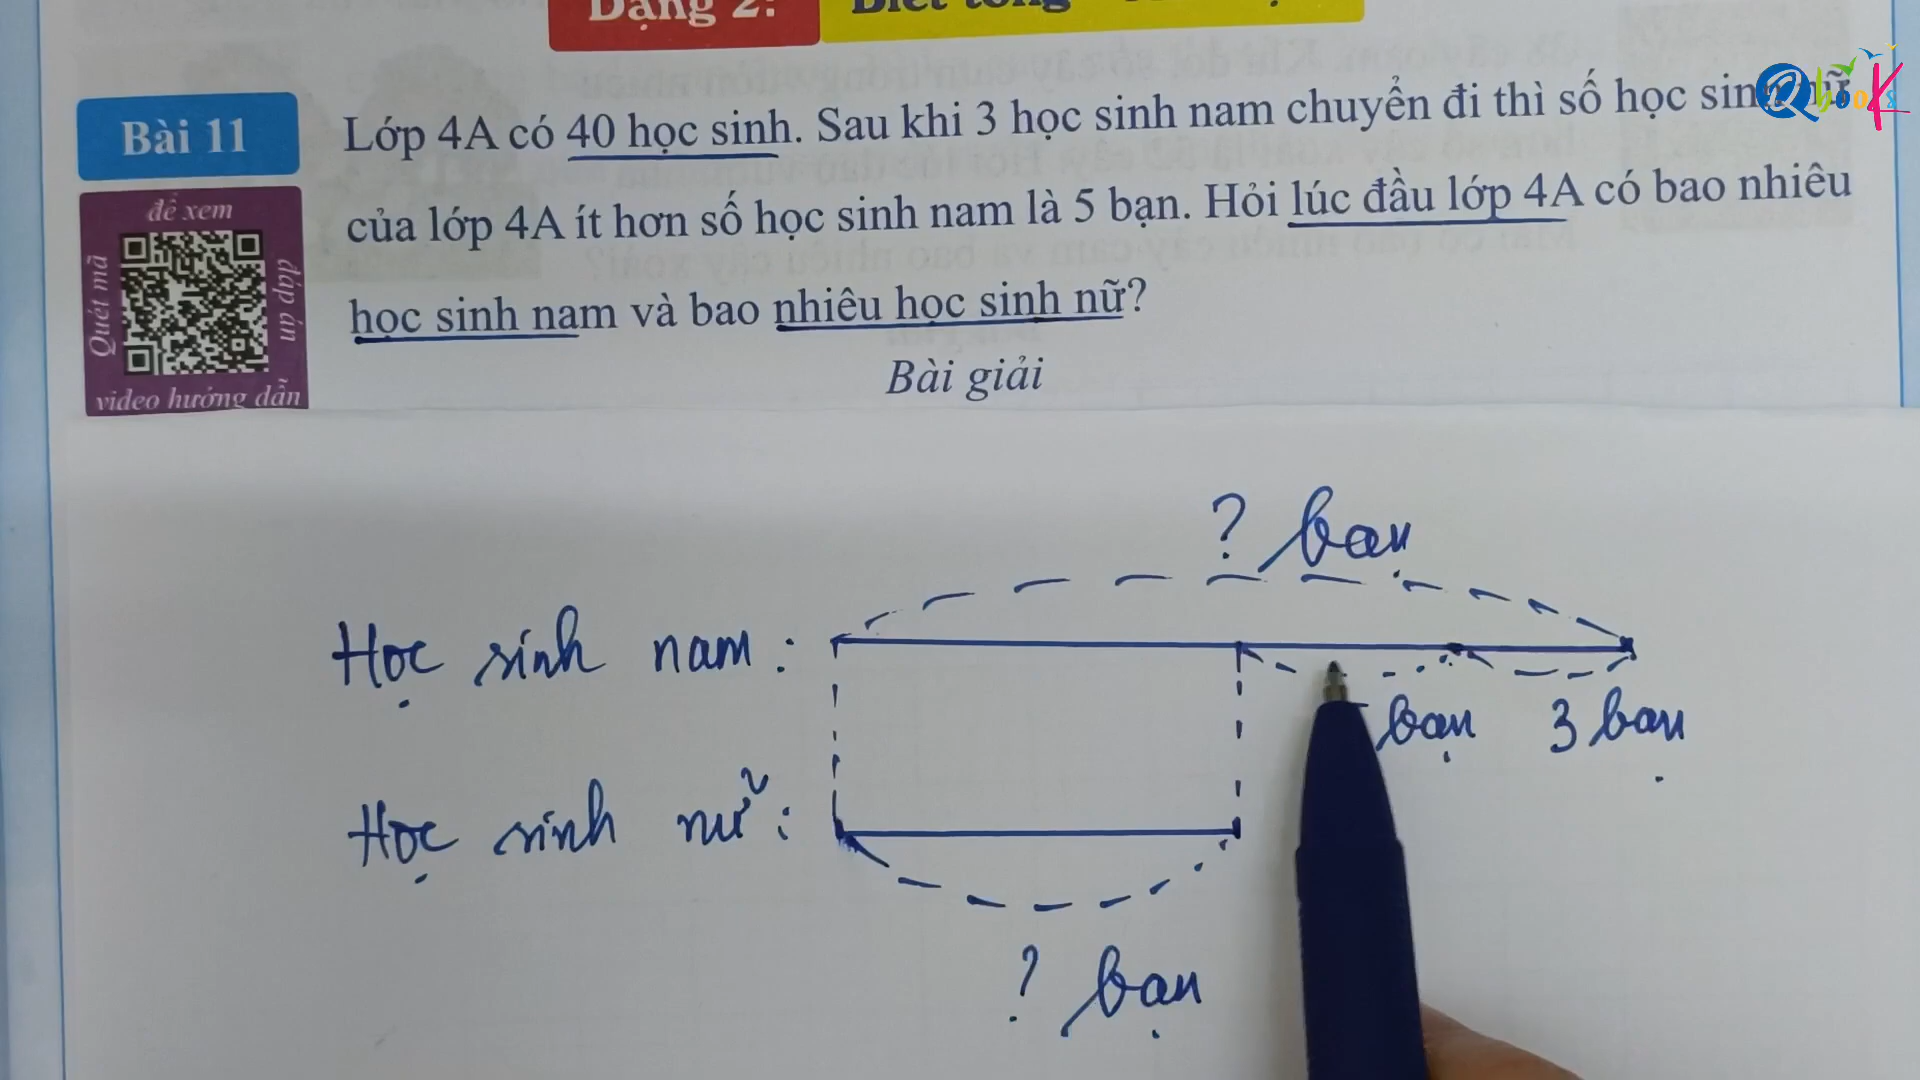 Dạng 2:
Bài 11
Lớp 4A có 40 học sinh. Sau khi 3 học sinh nam chuyển đi thì số học sinh nữ
của lớp 4A ít hơn số học sinh nam là 5 bạn. Hỏi lúc đầu lớp 4A có bao nhiêu
học sinh nam và bao nhiêu học sinh nữ?
Quét mã
để xem
đáp án
video hướng dẫn
Bài giải
? bạn
Học sinh nam:
bạn 3 bạn
Học sinh nữ:
? bạn
Qbooks